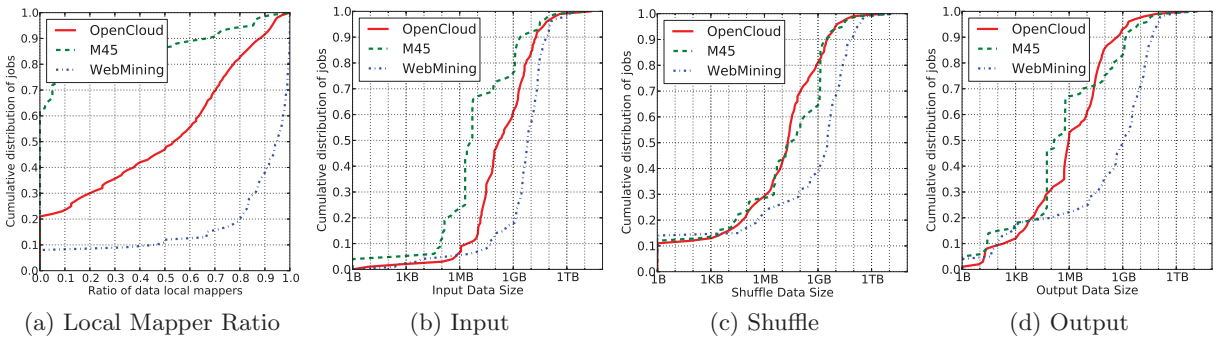 Cumulative distribution of jobs
1.0
0.9
0.8
0.7
0.6
0.5
0.4
0.3
0.2
0.1
0.0
OpenCloud
M45
WebMining
0.0 0.1 0.2 0.3 0.4 0.5 0.6 0.7 0.8 0.9 1.0
Ratio of data local mappers
(a) Local Mapper Ratio
Cumulative distribution of jobs
1.0
0.9
0.8
0.7
0.6
0.5
0.4
0.3
0.2
0.1
0.0
OpenCloud
M45
WebMining
1B 1KB 1MB 1GB 1TB
Input Data Size
(b) Input
Cumulative distribution of jobs
1.0
0.9
0.8
0.7
0.6
0.5
0.4
0.3
0.2
0.1
0.0
OpenCloud
M45
WebMining
1B 1KB 1MB 1GB 1TB
Shuffle Data Size
(c) Shuffle
Cumulative distribution of jobs
1.0
0.9
0.8
0.7
0.6
0.5
0.4
0.3
0.2
0.1
0.0
OpenCloud
M45
WebMining
1B 1KB 1MB 1GB 1TB
Output Data Size
(d) Output